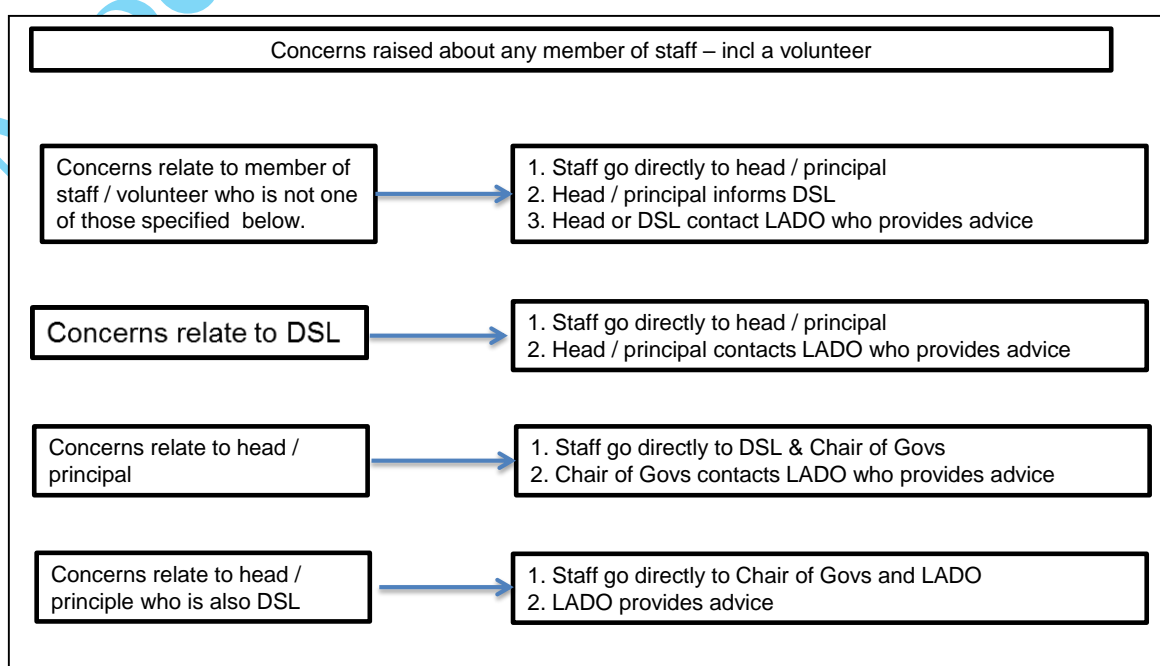 Concerns raised about any member of staff – incl a volunteer
Concerns relate to member of
staff / volunteer who is not one
of those specified below.
1. Staff go directly to head / principal
2. Head / principal informs DSL
3. Head or DSL contact LADO who provides advice
Concerns relate to DSL
1. Staff go directly to head / principal
2. Head / principal contacts LADO who provides advice
Concerns relate to head /
principal
1. Staff go directly to DSL & Chair of Govs
2. Chair of Govs contacts LADO who provides advice
Concerns relate to head /
principle who is also DSL
1. Staff go directly to Chair of Govs and LADO
2. LADO provides advice